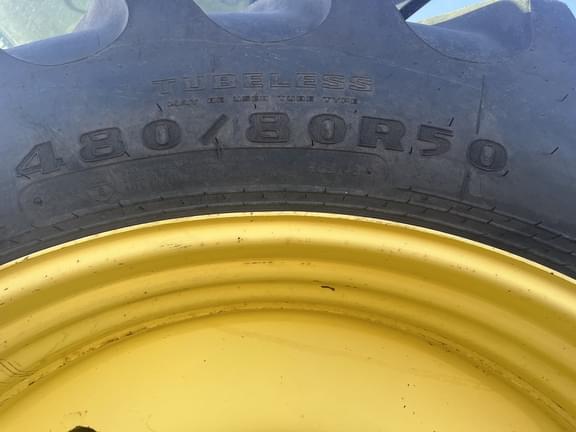 TUBELESS
MAY BE USED TUBE TYPE
480/80R50